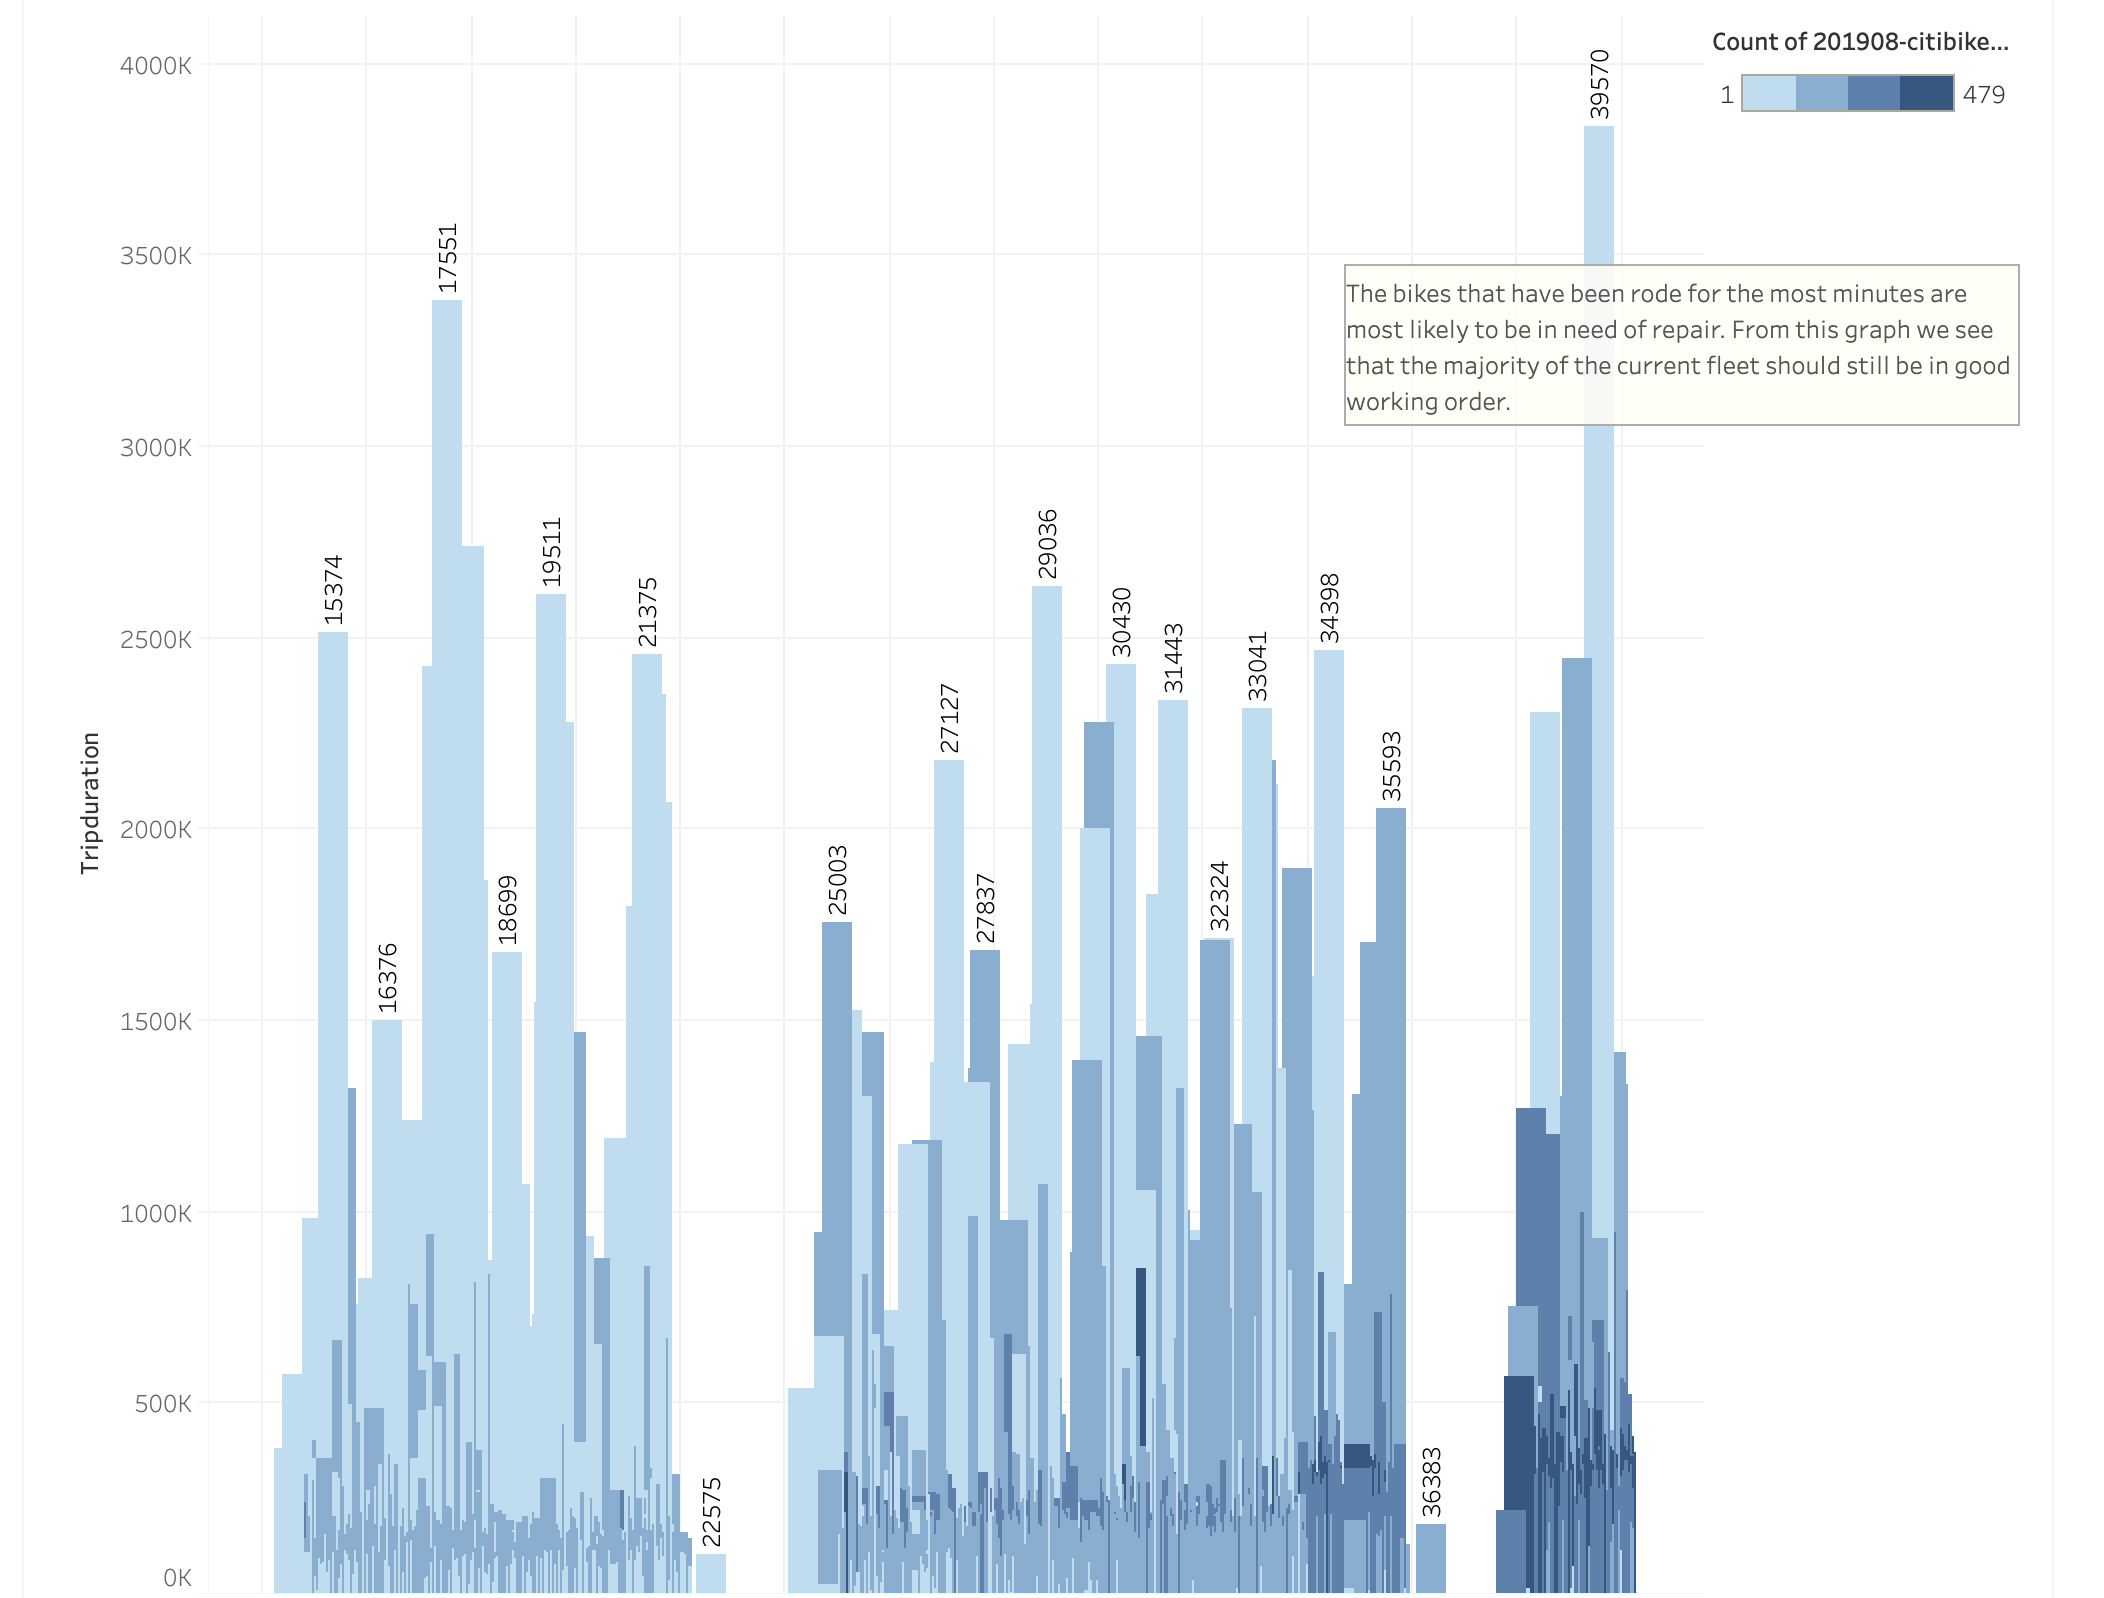 Count of 201908-citibike...
1
479
4000K
3500K
3000K
2500K
2000K
1500K
1000K
500K
0K
Tripduration
15374
16376
17551
18699
19511
21375
22575
25003
27127
27837
29036
30430
31443
32324
33041
34398
35593
36383
39570
The bikes that have been rode for the most minutes are
most likely to be in need of repair. From this graph we see
that the majority of the current fleet should still be in good
working order.